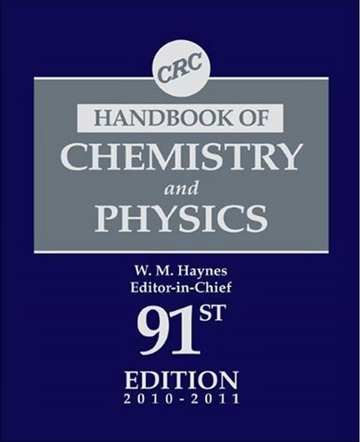 CRC
HANDBOOK OF
CHEMISTRY
and
PHYSICS
W. M. Haynes
Editor-in-Chief
91ST
EDITION
2010-2011